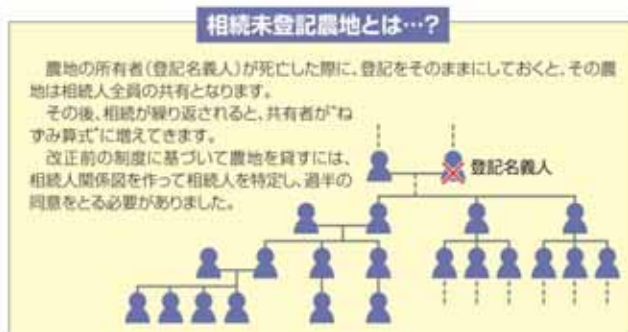 相続未登記農地とは…?
農地の所有者(登記名義人)が死亡した際に、登記をそのままにしておくと、その農
地は相続人全員の共有となります。
その後、相続が繰り返されると、共有者が"ね
ずみ算式"に増えてきます。
改正前の制度に基づいて農地を貸すには、
相続人関係図を作って相続人を特定し、過半の
同意をとる必要がありました。
登記名義人